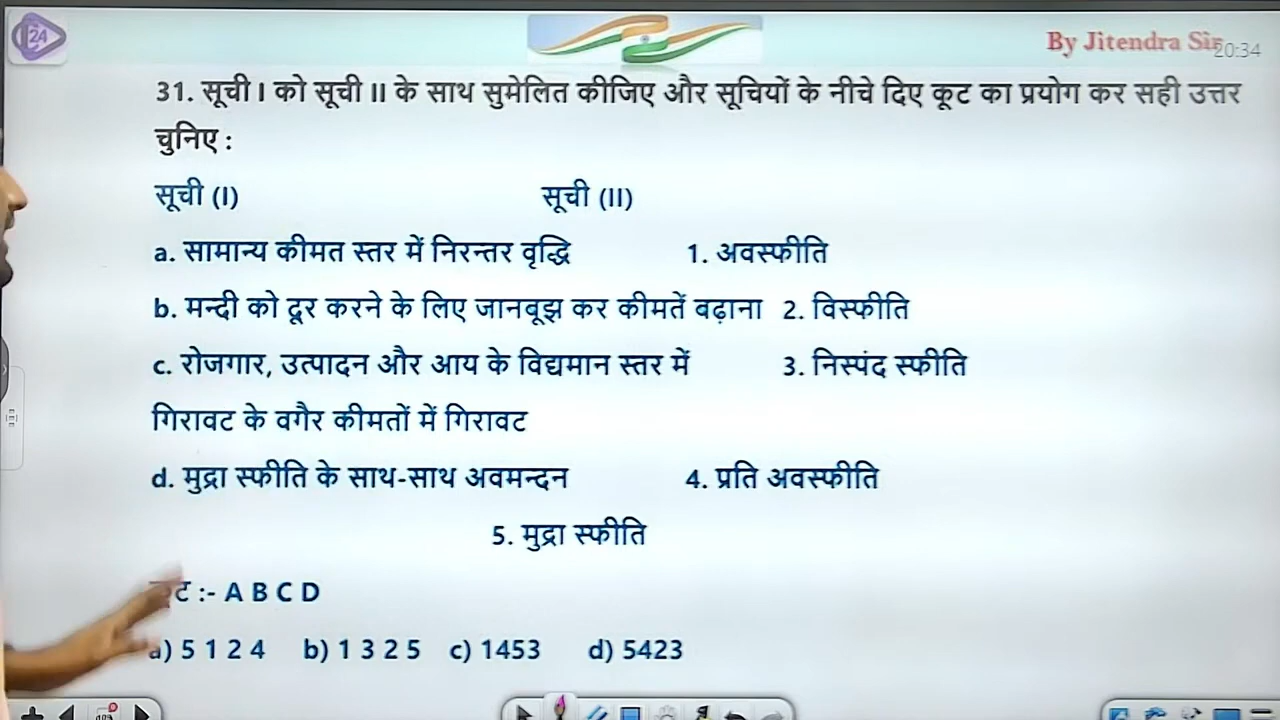 24
By Jitendra Sir
20:34
31. सूची I को सूची II के साथ सुमेलित कीजिए और सूचियों के नीचे दिए कूट का प्रयोग कर सही उत्तर
चुनिए :
सूची (I) सूची (II)
a. सामान्य कीमत स्तर में निरन्तर वृद्धि 1. अवस्फीति
b. मन्दी को दूर करने के लिए जानबूझ कर कीमतें बढ़ाना 2. विस्फीति
c. रोजगार, उत्पादन और आय के विद्यमान स्तर में 3. निस्पंद स्फीति
गिरावट के वगैर कीमतों में गिरावट
d. मुद्रा स्फीति के साथ-साथ अवमन्दन 4. प्रति अवस्फीति
5. मुद्रा स्फीति
:- A B C D
a) 5 1 2 4 b) 1 3 2 5 c) 1453 d) 5423